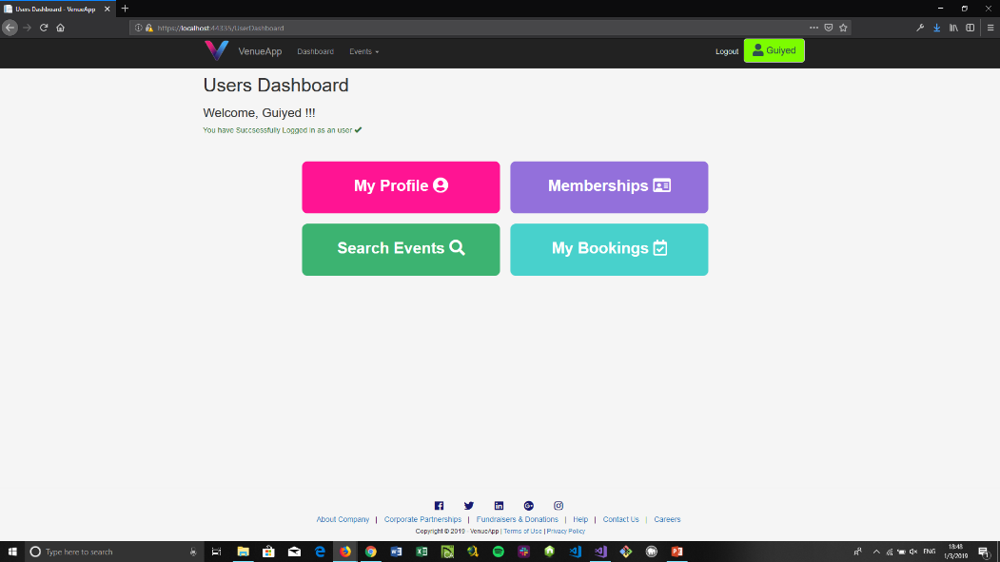 Users Dashboard - VenueApp
https://localhost:44335/UserDashboard
VenueApp Dashboard Events Logout Guiyed
Users Dashboard
Welcome, Guiyed !!!
You have Succsessfully Logged in as an user
My Profile
Memberships
Search Events
My Bookings
About Company | Corporate Partnerships | Fundraisers & Donations | Help | Contact Us | Careers
Copyright © 2019 - VenueApp | Terms of Use | Privacy Policy
Type here to search
ENG
18:48
1/3/2019